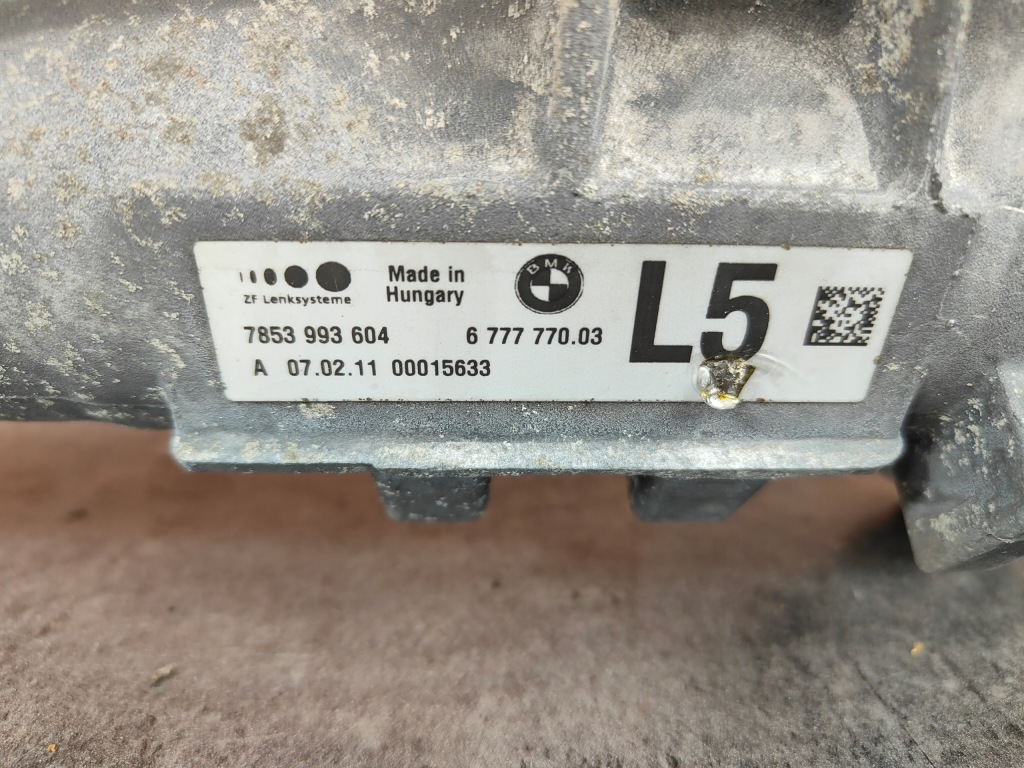 ZF Lenksysteme
Made in
Hungary
BMW
L5
7853 993 604 6 777 770.03
A 07.02.11 00015633